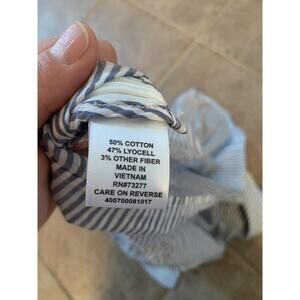 50% COTTON
47% LYOCELL
3% OTHER FIBER
MADE IN
VIETNAM
RN#73277
CARE ON REVERSE
400700081017